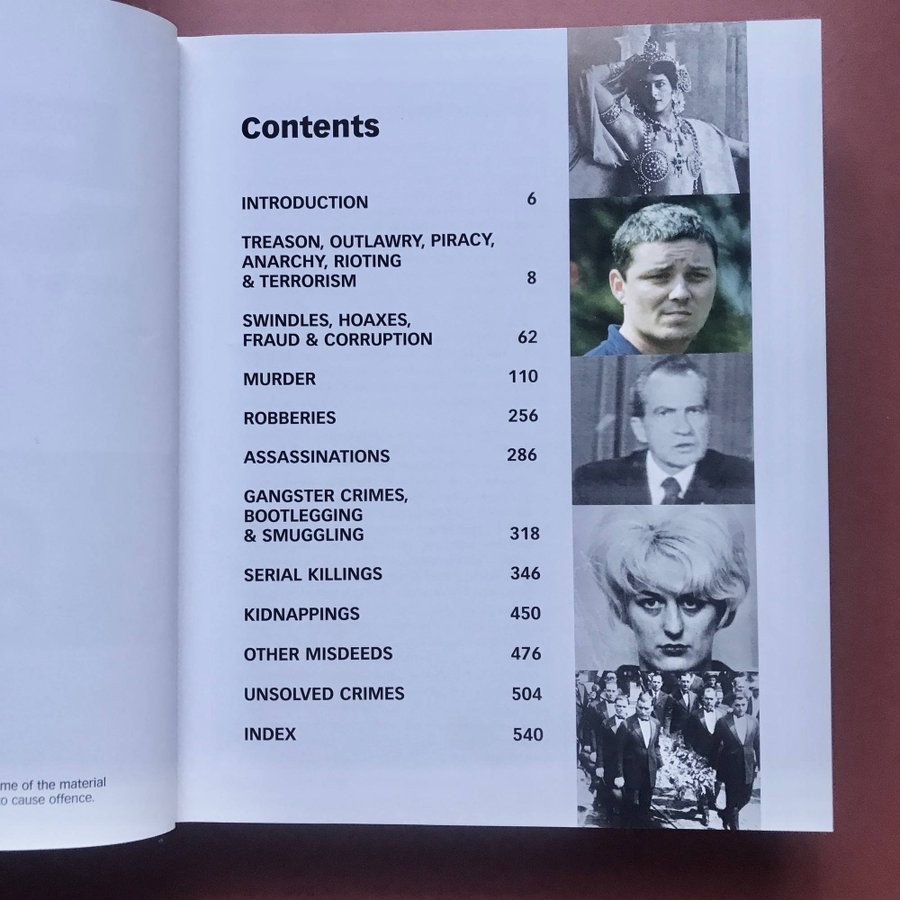 me of the material
o cause offence.
Contents
INTRODUCTION 6
TREASON, OUTLAWRY, PIRACY,
ANARCHY, RIOTING
& TERRORISM 8
SWINDLES, HOAXES,
FRAUD & CORRUPTION 62
MURDER 110
ROBBERIES 256
ASSASSINATIONS 286
GANGSTER CRIMES,
BOOTLEGGING
& SMUGGLING 318
SERIAL KILLINGS 346
KIDNAPPINGS 450
OTHER MISDEEDS 476
UNSOLVED CRIMES 504
INDEX 540